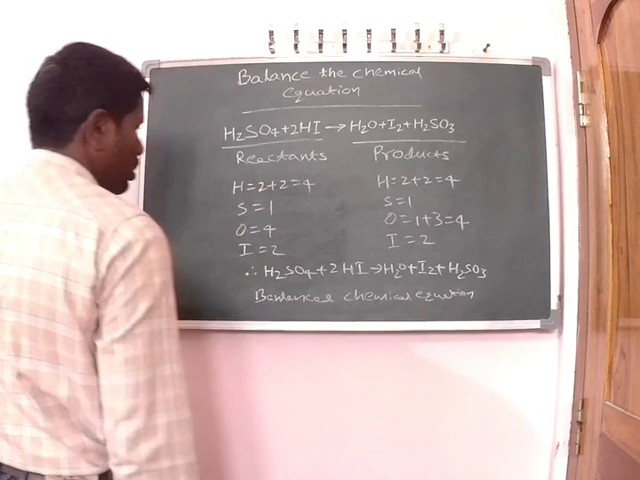 Balance the chemical
equation
H₂SO₄+2HI→H₂O+I₂+H₂SO₃
Reactants Products
H=2+2=4 H=2+2=4
S=1 S=1
O=4 O=1+3=4
I=2 I=2
∴ H₂SO₄+2HI→H₂O+I₂+H₂SO₃
chemical equation